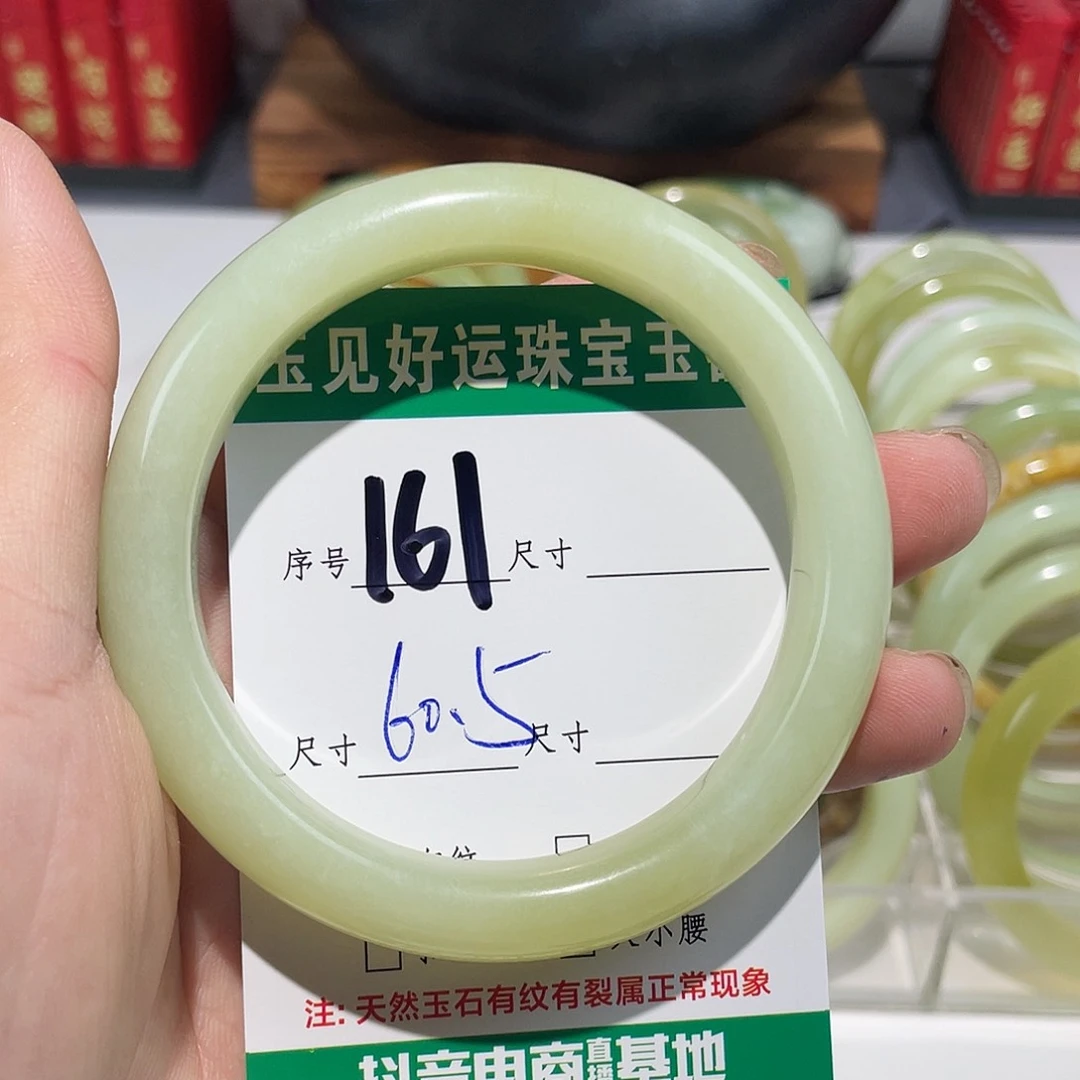 玉见好运珠宝玉
序号 161 尺寸
尺寸 60.5 尺寸
小腰
注: 天然玉石有纹有裂属正常现象
抖音电商直播基地